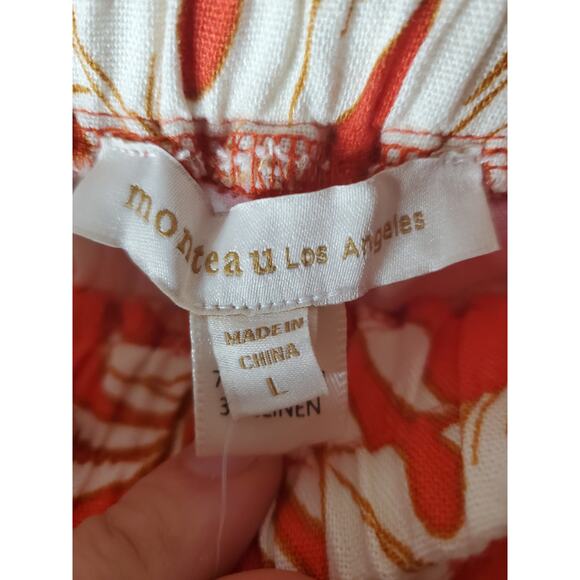 monteau Los Angeles
MADE IN
CHINA
L
LINEN